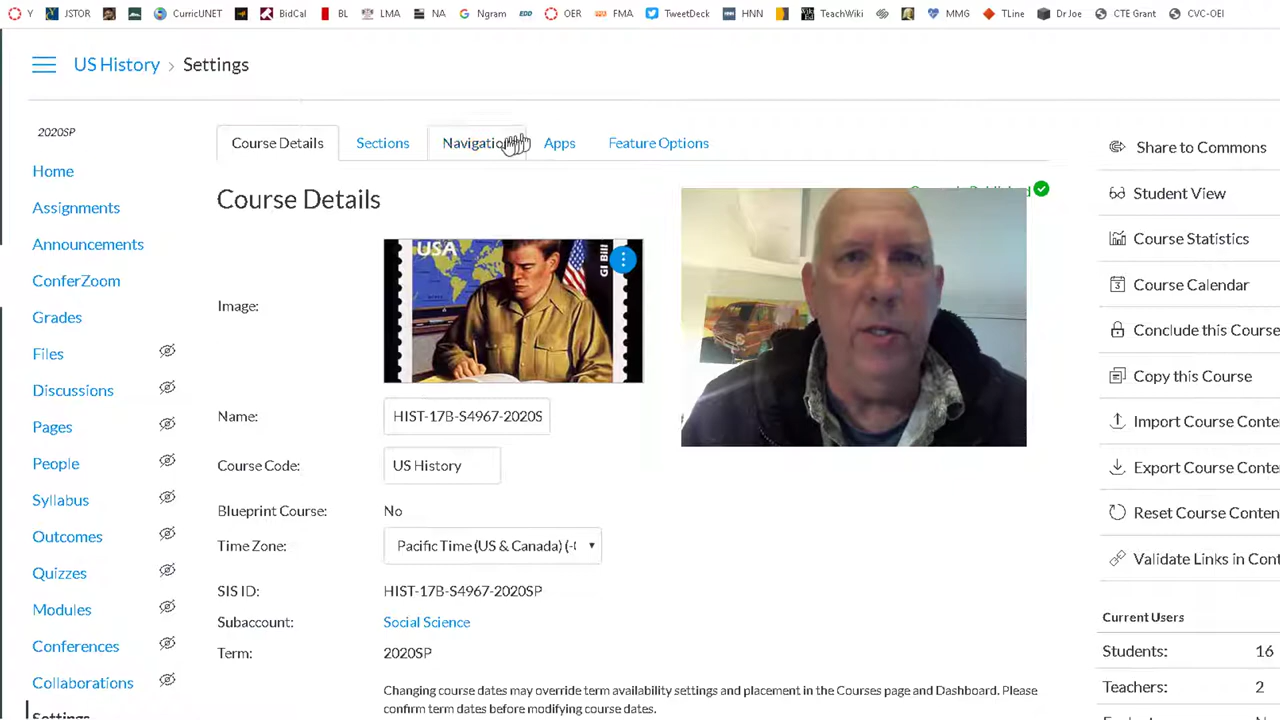 Y JSTOR CurricUNET BidCal BL LMA NA Ngram EDD OER FMA TweetDeck HNN TeachWiki MMG TLine Dr Joe CTE Grant CVC-OEI
US History › Settings
2020SP
Home
Assignments
Announcements
ConferZoom
Grades
Files
Discussions
Pages
People
Syllabus
Outcomes
Quizzes
Modules
Conferences
Collaborations
Settings
Course Details Sections Navigation Apps Feature Options
Course Details
Image:
USA
GI Bill
Name: HIST-17B-S4967-2020S
Course Code: US History
Blueprint Course: No
Time Zone: Pacific Time (US & Canada) (-
SIS ID: HIST-17B-S4967-2020SP
Subaccount: Social Science
Term: 2020SP
Changing course dates may override term availability settings and placement in the Courses page and Dashboard. Please
confirm term dates before modifying course dates.
Share to Commons
Student View
Course Statistics
Course Calendar
Conclude this Course
Copy this Course
Import Course Conte
Export Course Conte
Reset Course Conten
Validate Links in Cont
Current Users
Students: 16
Teachers: 2